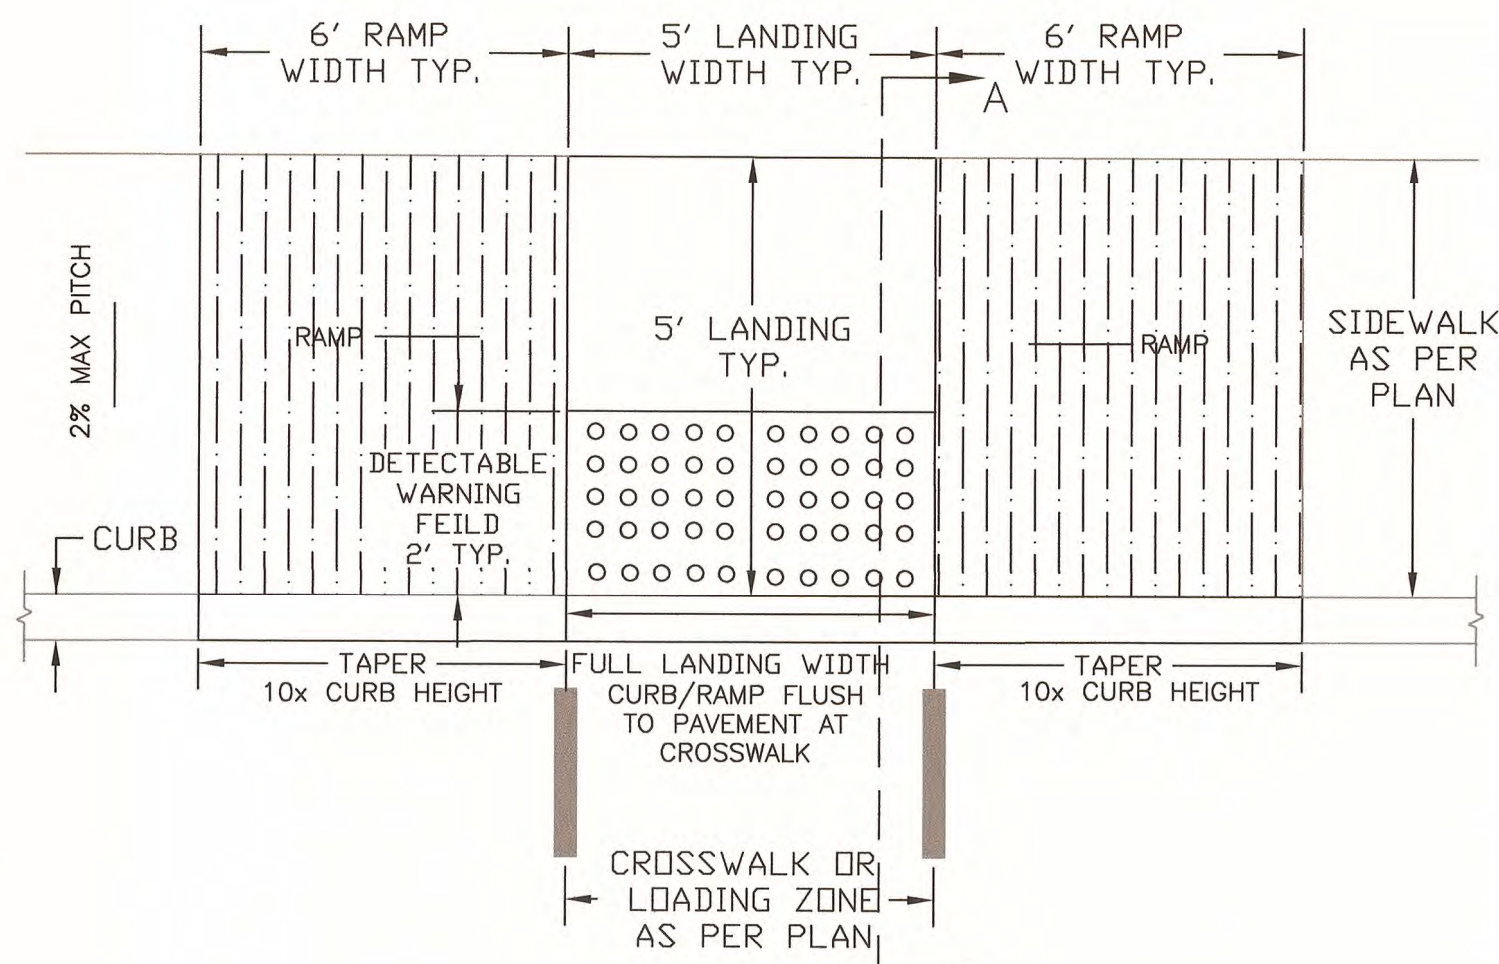 6' RAMP
WIDTH TYP.
5' LANDING
WIDTH TYP.
6' RAMP
WIDTH TYP.
A
2% MAX PITCH
RAMP
5' LANDING
TYP.
RAMP
SIDEWALK
AS PER
PLAN
DETECTABLE
WARNING
FEILD
2' TYP.
CURB
TAPER
10x CURB HEIGHT
FULL LANDING WIDTH
CURB/RAMP FLUSH
TO PAVEMENT AT
CROSSWALK
TAPER
10x CURB HEIGHT
CROSSWALK OR
LOADING ZONE
AS PER PLAN